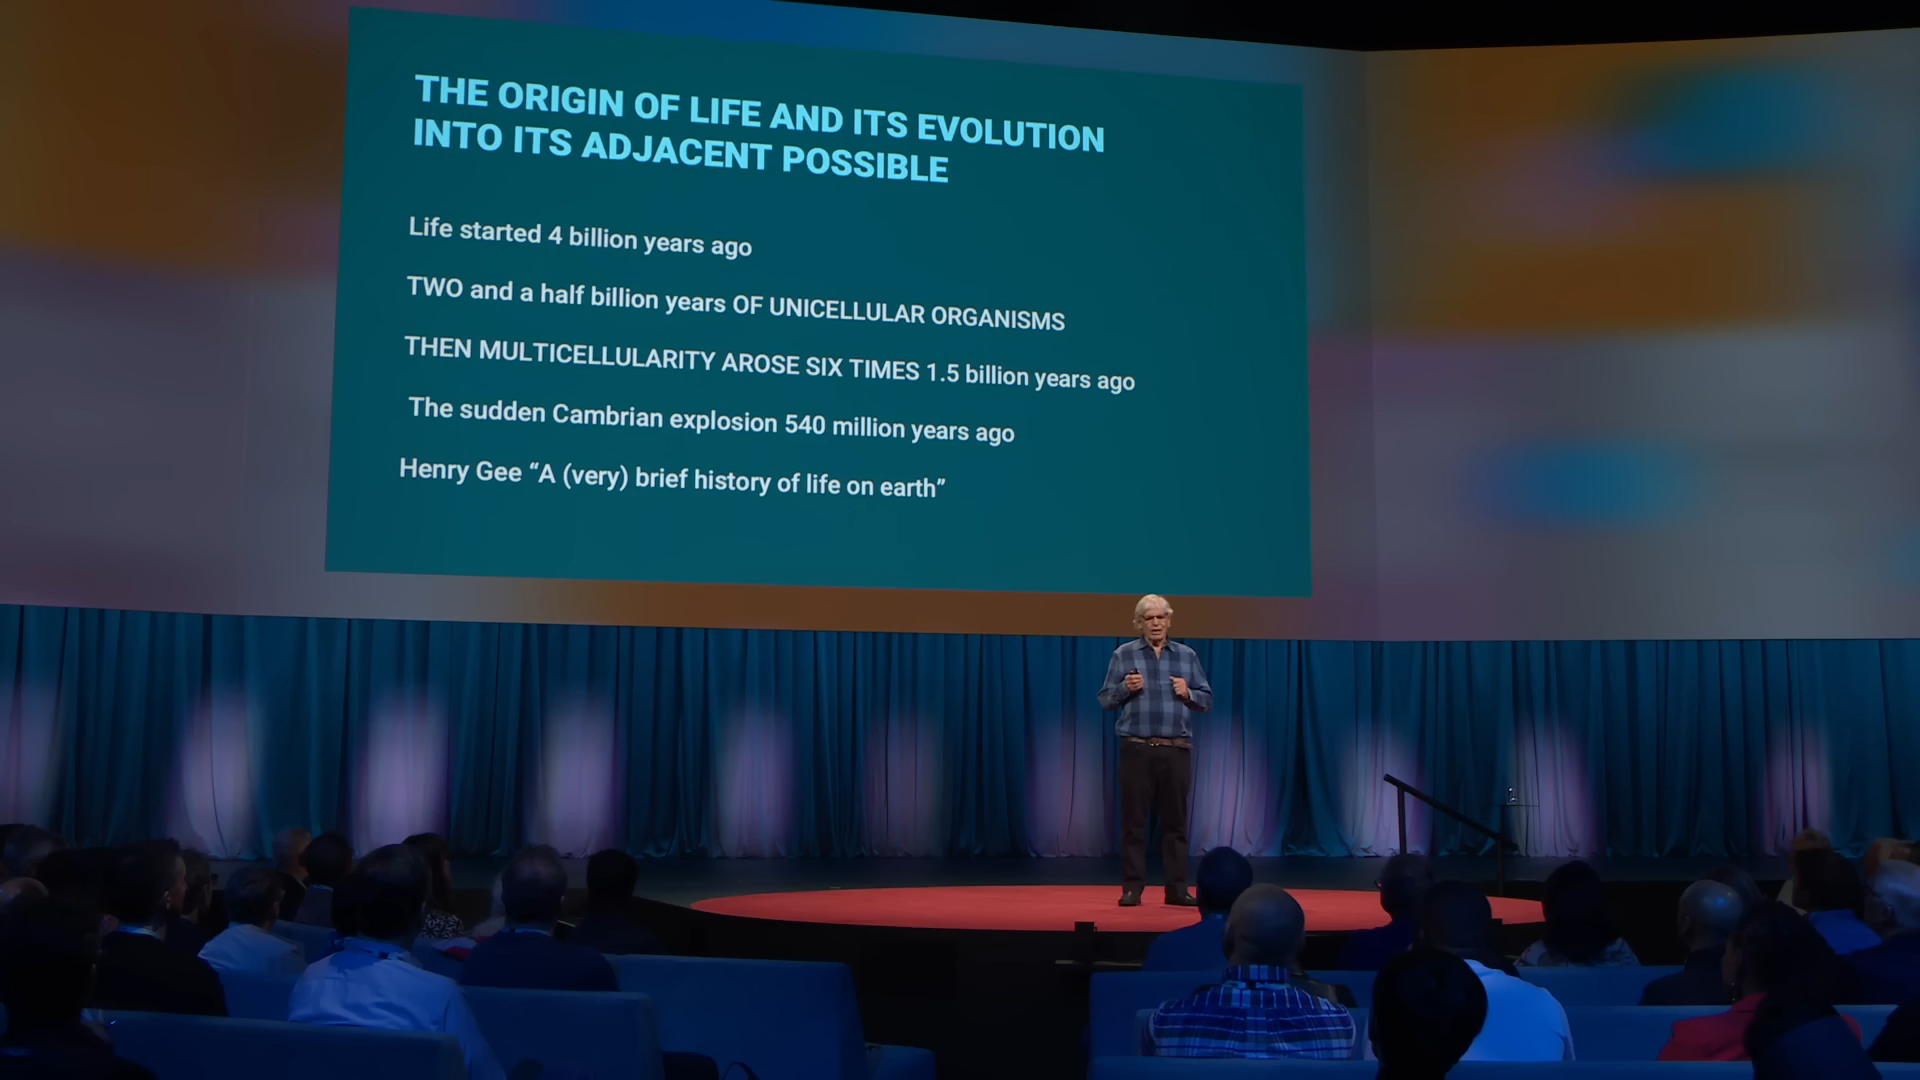 THE ORIGIN OF LIFE AND ITS EVOLUTION
INTO ITS ADJACENT POSSIBLE
Life started 4 billion years ago
TWO and a half billion years OF UNICELLULAR ORGANISMS
THEN MULTICELLULARITY AROSE SIX TIMES 1.5 billion years ago
The sudden Cambrian explosion 540 million years ago
Henry Gee “A (very) brief history of life on earth”